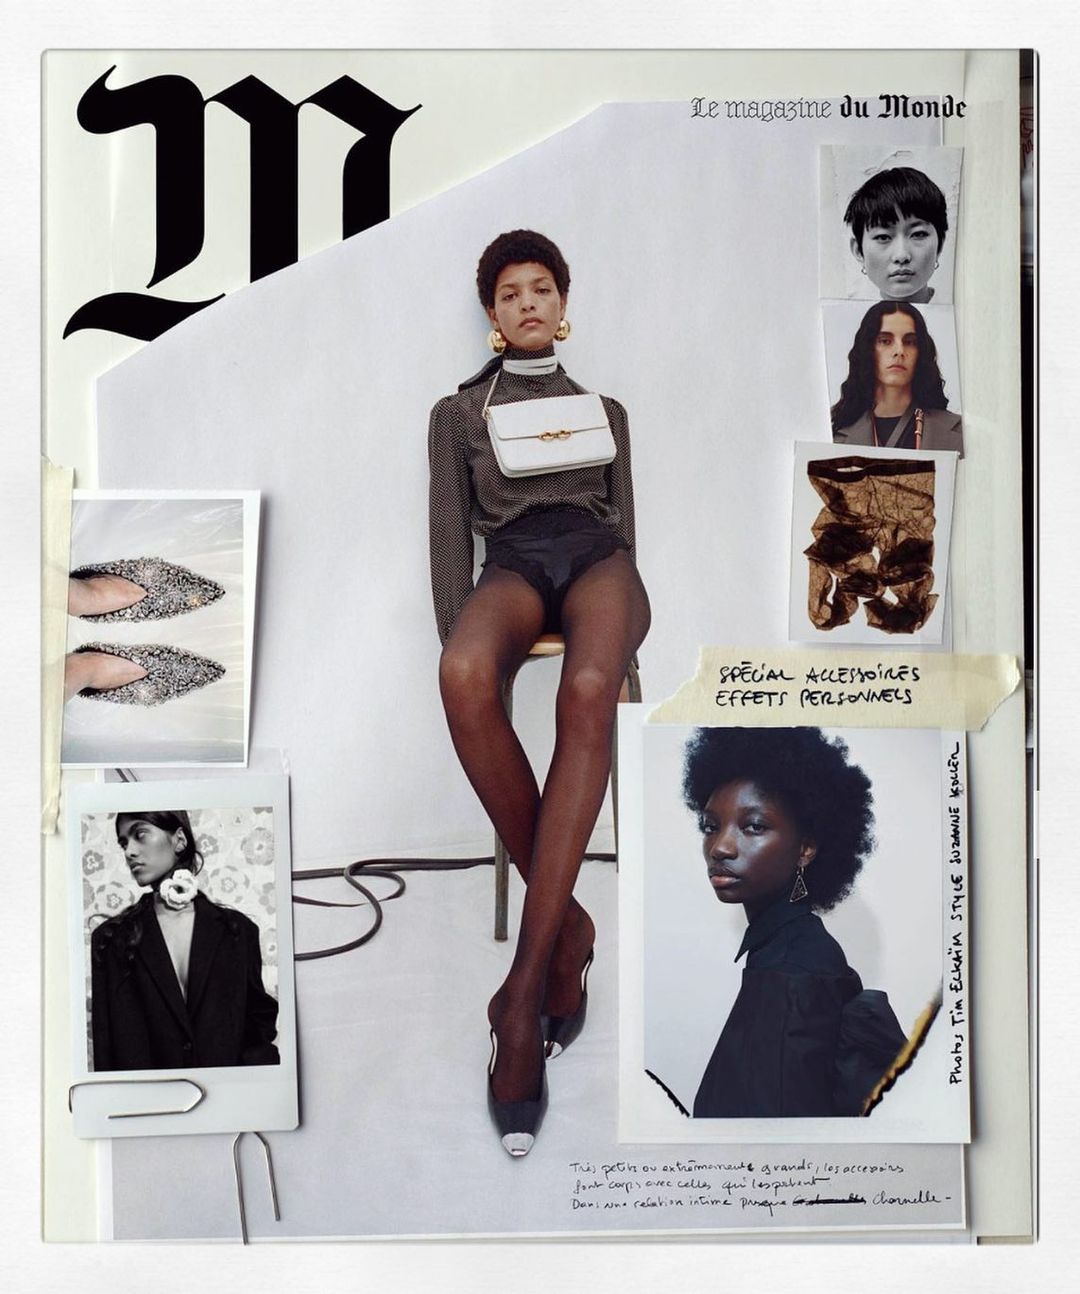 M
Le magazine du Monde
SPÉCIAL ACCESSOIRES
EFFETS PERSONNELS
Photos Tim ELKAÏM STYLE SUZANNE KOLLER
Très petits ou extrêmement grands, les accessoires
font corps avec celles qui les portent
Dans une relation intime presque charnelle -